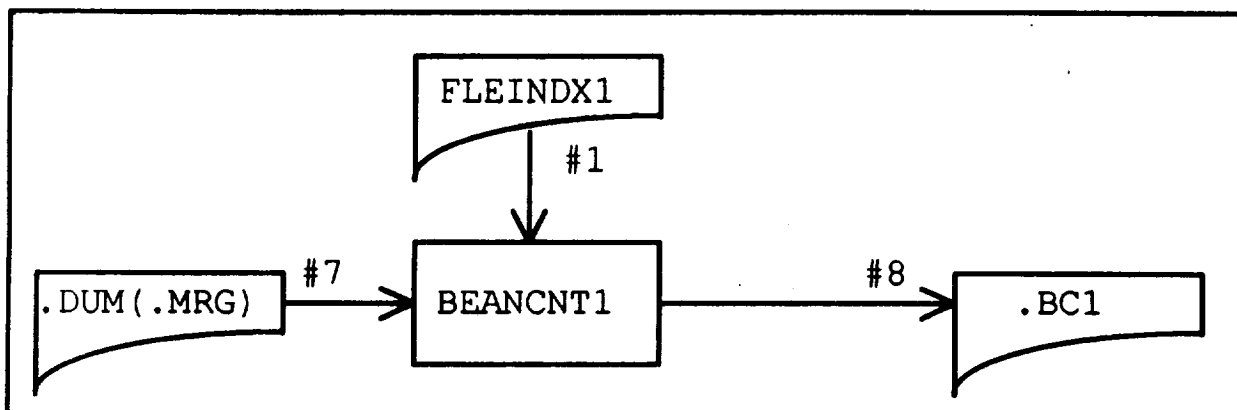 FLEINDX1
#1
#7
#8
.DUM(.MRG)
BEANCNT1
.BC1